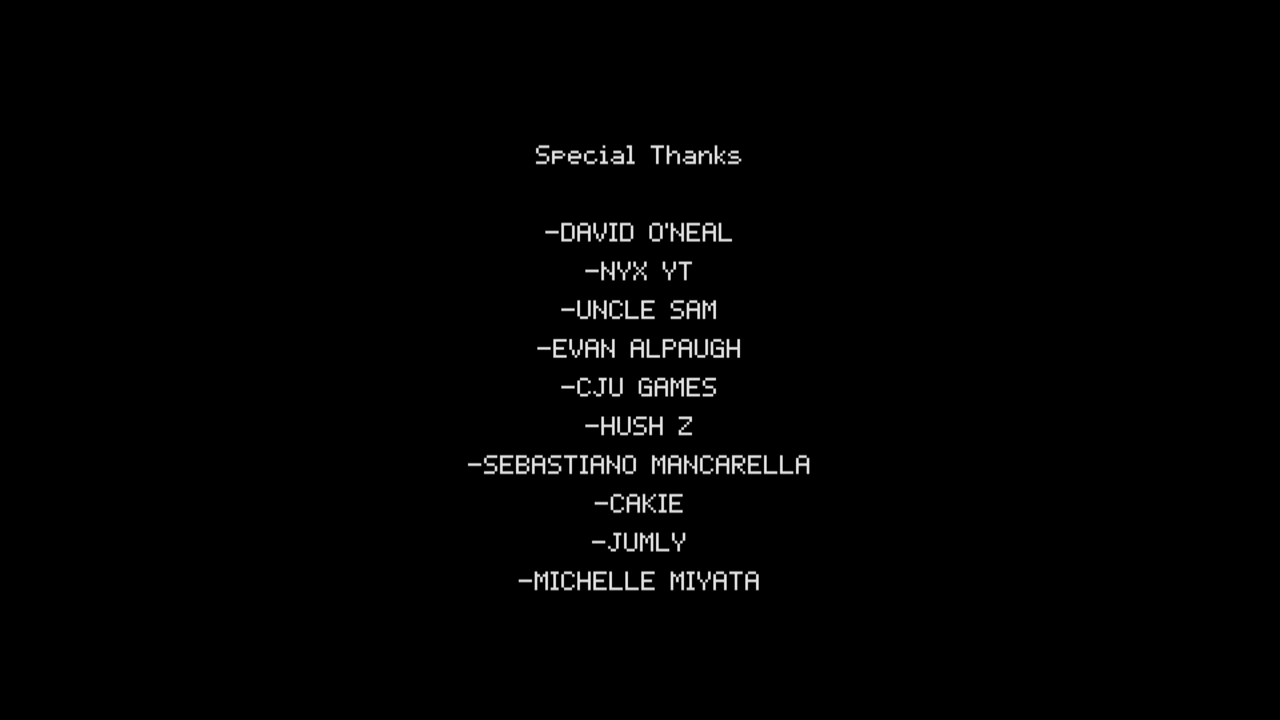 Special Thanks
-DAVID O'NEAL
-NYX YT
-UNCLE SAM
-EVAN ALPAUGH
-CJU GAMES
-HUSH Z
-SEBASTIANO MANCARELLA
-CAKIE
-JUMLY
-MICHELLE MIYATA